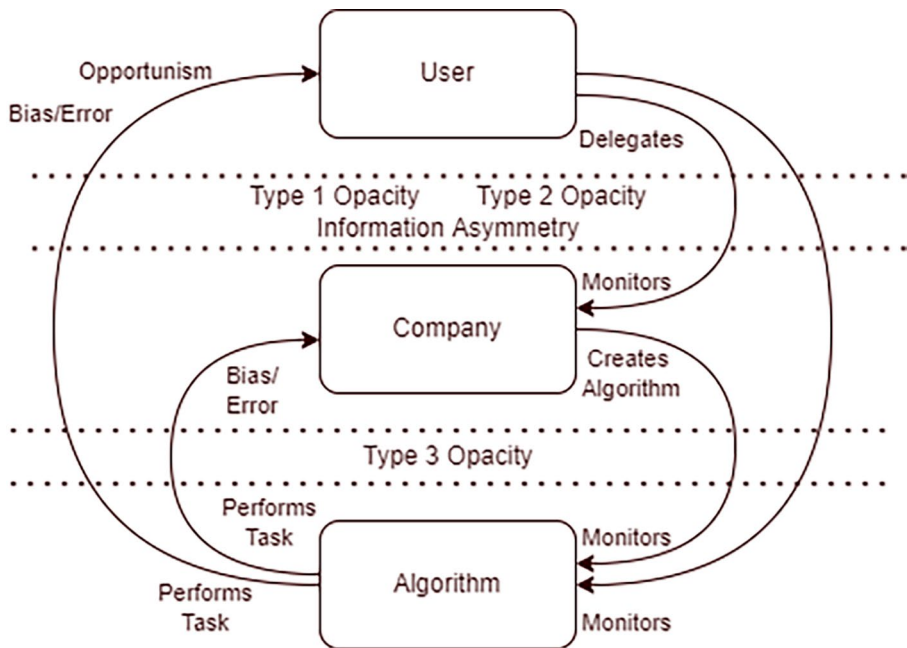 User
Opportunism
Bias/Error
Delegates
Type 1 Opacity Type 2 Opacity
Information Asymmetry
Monitors
Company
Creates
Algorithm
Bias/
Error
Type 3 Opacity
Performs
Task
Monitors
Algorithm
Performs
Task
Monitors